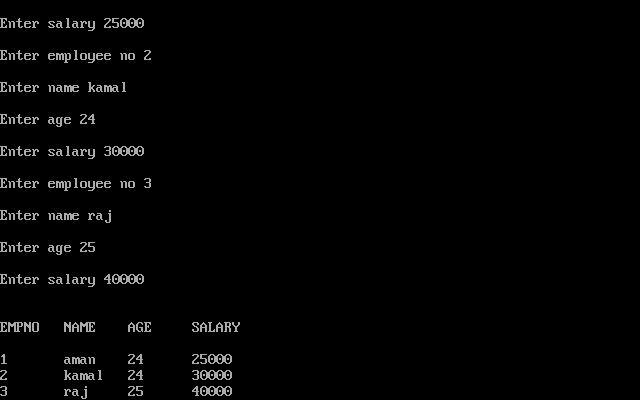 Enter salary 25000
Enter employee no 2
Enter name kamal
Enter age 24
Enter salary 30000
Enter employee no 3
Enter name raj
Enter age 25
Enter salary 40000
EMPNO NAME AGE SALARY
1 aman 24 25000
2 kamal 24 30000
3 raj 25 40000